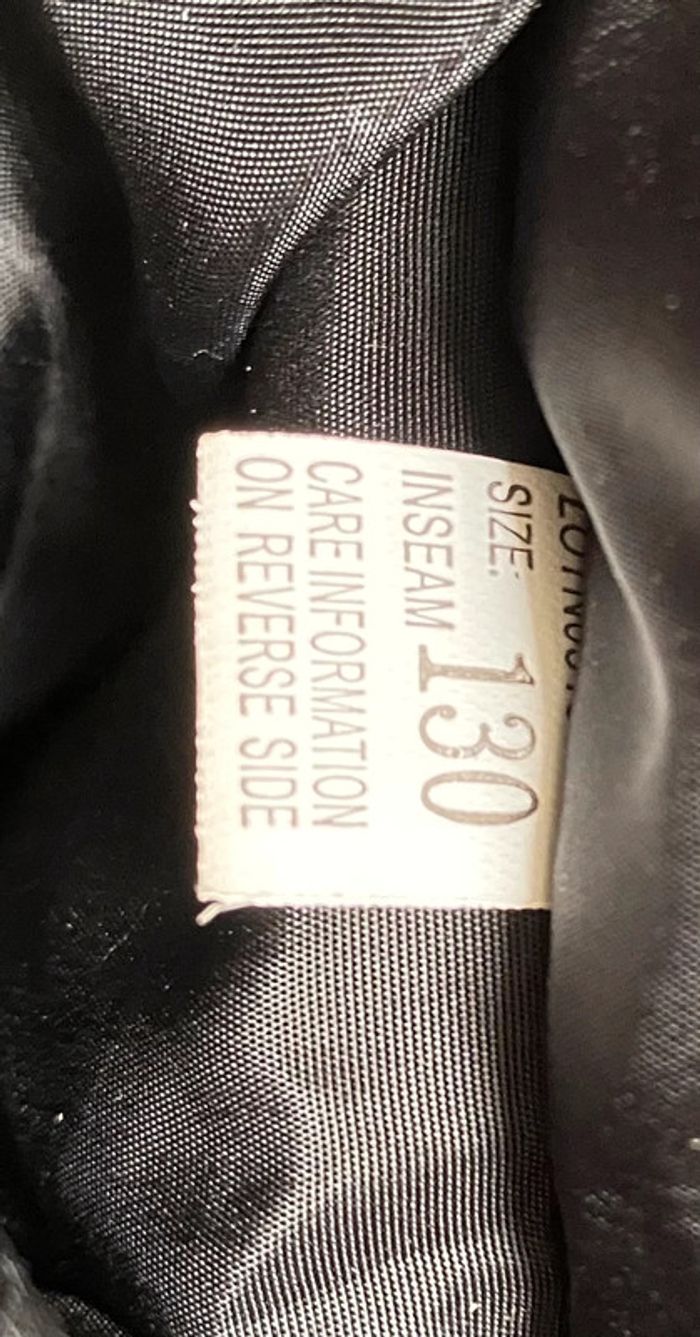 SIZE:
INSEAM 130
CARE INFORMATION
ON REVERSE SIDE